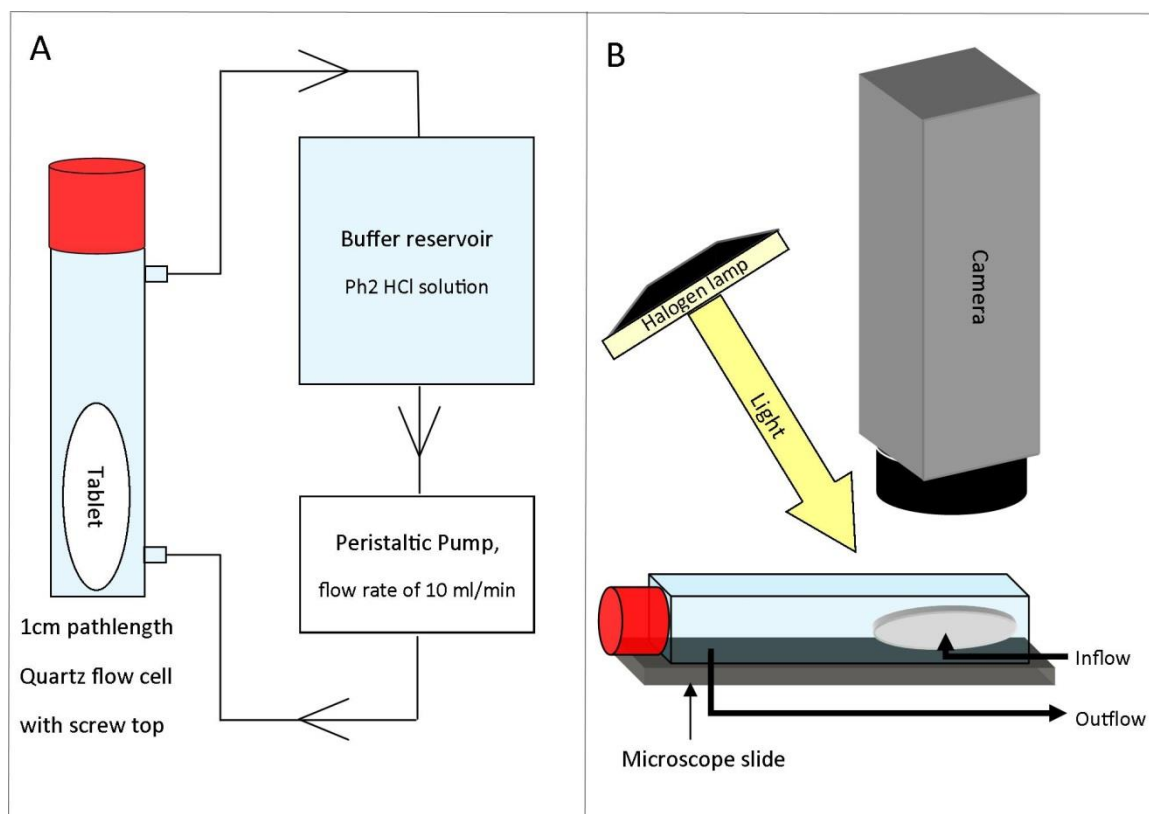 A
Buffer reservoir
Ph2 HCl solution
Tablet
Peristaltic Pump,
flow rate of 10 ml/min
1cm pathlength
Quartz flow cell
with screw top
B
Camera
Halogen lamp
Light
Inflow
Outflow
Microscope slide